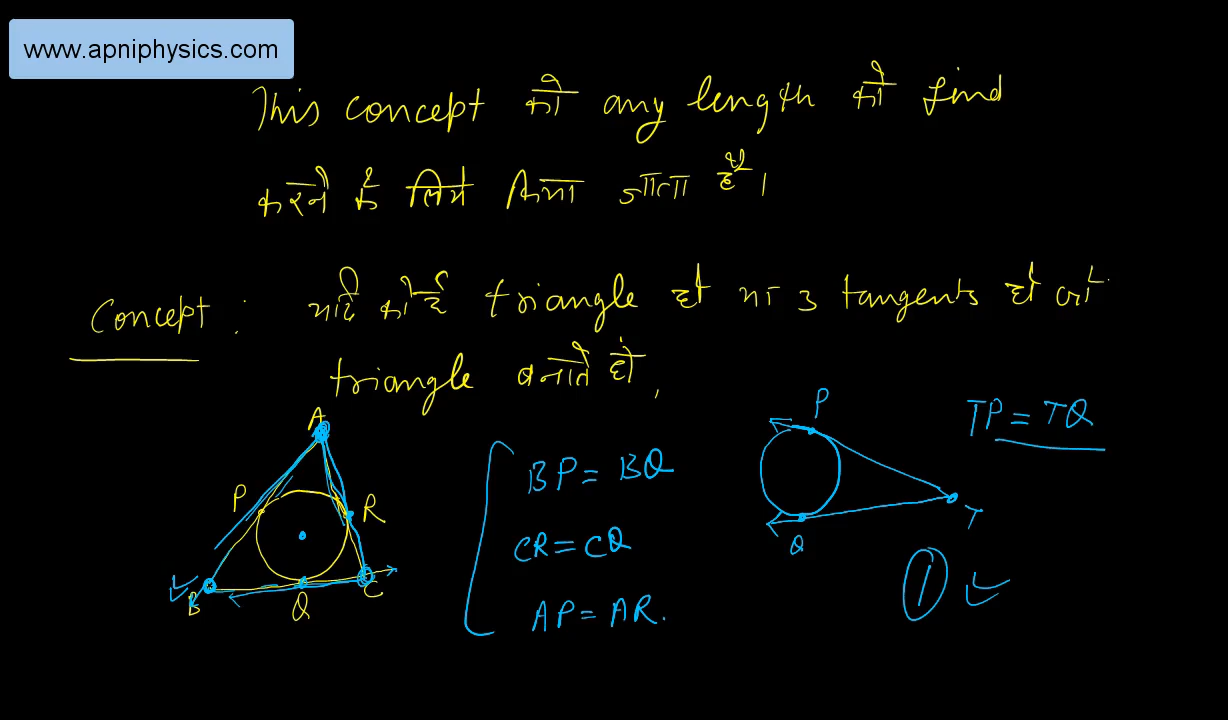 www.apniphysics.com
This concept को any length को find
करने के लिये किया जाता है।
Concept: यदि कोई triangle हो या 3 tangents हो जो
triangle बनाते हों,
A
P
R
B
Q
C
BP = BQ
CR = CQ
AP = AR.
P
Q
T
TP = TQ
1